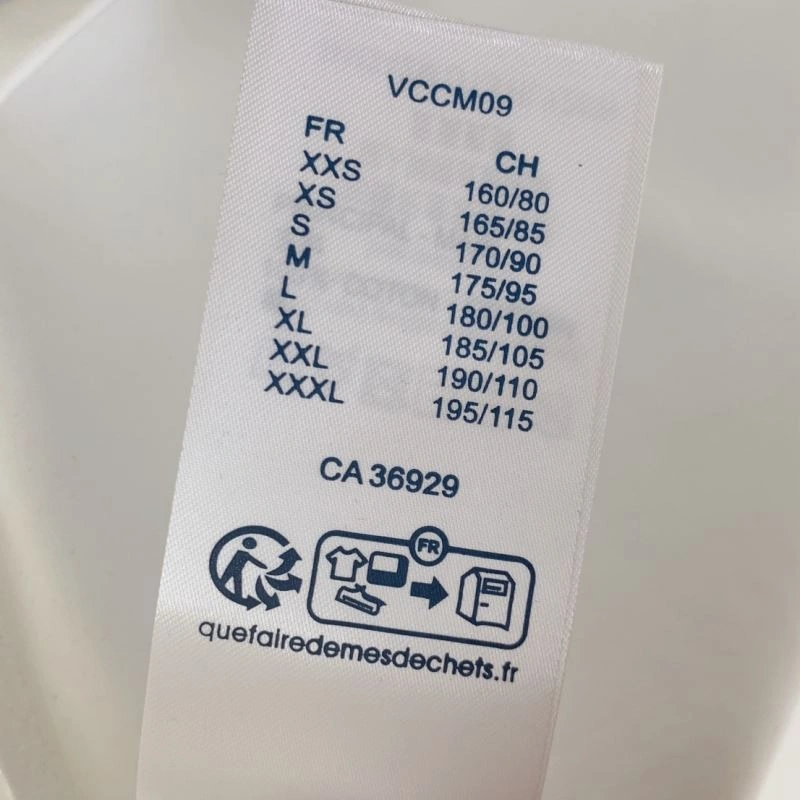 VCCM09
FR CH
XXS 160/80
XS 165/85
S 170/90
M 175/95
L 180/100
XL 185/105
XXL 190/110
XXXL 195/115
CA 36929
FR
quefairedemesdechets.fr